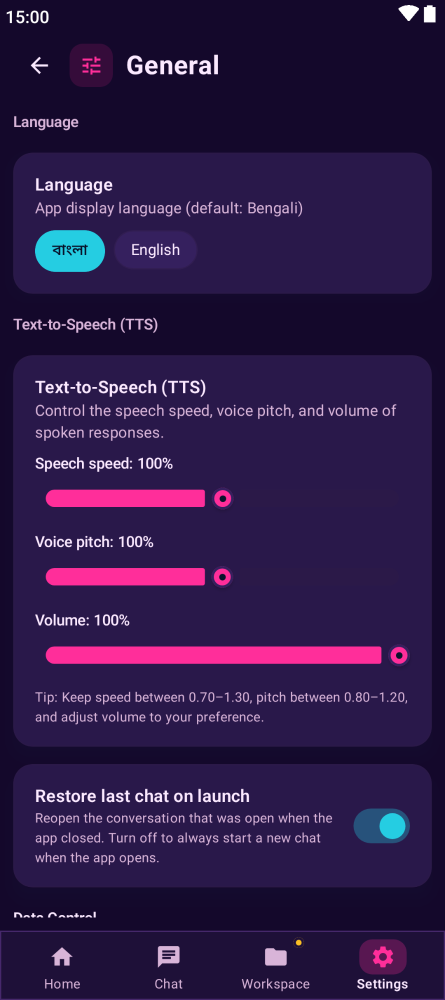 15:00
General
Language
Language
App display language (default: Bengali)
বাংলা
English
Text-to-Speech (TTS)
Text-to-Speech (TTS)
Control the speech speed, voice pitch, and volume of
spoken responses.
Speech speed: 100%
Voice pitch: 100%
Volume: 100%
Tip: Keep speed between 0.70–1.30, pitch between 0.80–1.20,
and adjust volume to your preference.
Restore last chat on launch
Reopen the conversation that was open when the
app closed. Turn off to always start a new chat
when the app opens.
Data Control
Home
Chat
Workspace
Settings